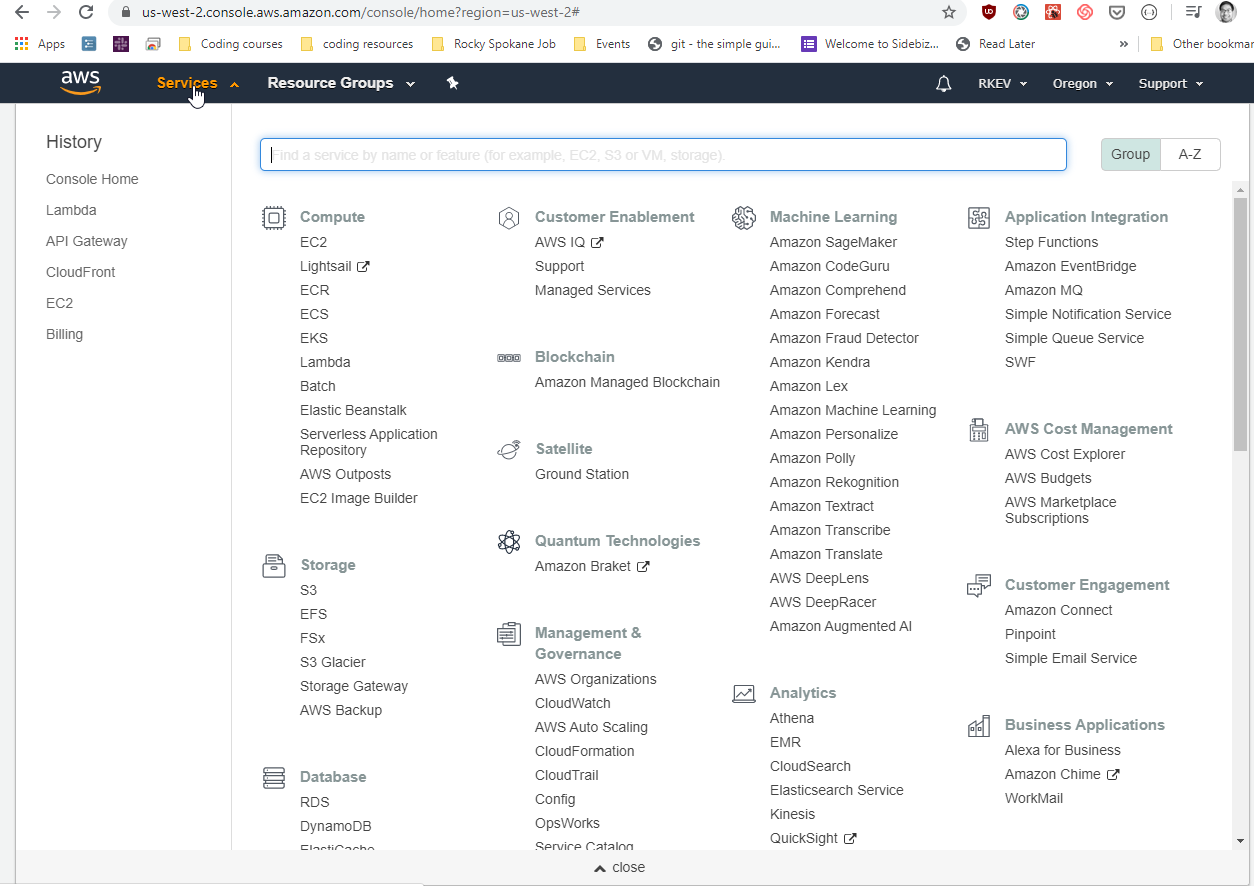 us-west-2.console.aws.amazon.com/console/home?region=us-west-2#
Apps
Coding courses
coding resources
Rocky Spokane Job
Events
git - the simple gui...
Welcome to Sidebiz...
Read Later
»
Other bookmar
aws
Services
Resource Groups
RKEV
Oregon
Support
History
Console Home
Lambda
API Gateway
CloudFront
EC2
Billing
Find a service by name or feature (for example, EC2, S3 or VM, storage).
Group
A-Z
Compute
EC2
Lightsail
ECR
ECS
EKS
Lambda
Batch
Elastic Beanstalk
Serverless Application
Repository
AWS Outposts
EC2 Image Builder
Storage
S3
EFS
FSx
S3 Glacier
Storage Gateway
AWS Backup
Database
RDS
DynamoDB
ElastiCache
Customer Enablement
AWS IQ
Support
Managed Services
Blockchain
Amazon Managed Blockchain
Satellite
Ground Station
Quantum Technologies
Amazon Braket
Management &
Governance
AWS Organizations
CloudWatch
AWS Auto Scaling
CloudFormation
CloudTrail
Config
OpsWorks
Service Catalog
Machine Learning
Amazon SageMaker
Amazon CodeGuru
Amazon Comprehend
Amazon Forecast
Amazon Fraud Detector
Amazon Kendra
Amazon Lex
Amazon Machine Learning
Amazon Personalize
Amazon Polly
Amazon Rekognition
Amazon Textract
Amazon Transcribe
Amazon Translate
AWS DeepLens
AWS DeepRacer
Amazon Augmented AI
Analytics
Athena
EMR
CloudSearch
Elasticsearch Service
Kinesis
QuickSight
Application Integration
Step Functions
Amazon EventBridge
Amazon MQ
Simple Notification Service
Simple Queue Service
SWF
AWS Cost Management
AWS Cost Explorer
AWS Budgets
AWS Marketplace
Subscriptions
Customer Engagement
Amazon Connect
Pinpoint
Simple Email Service
Business Applications
Alexa for Business
Amazon Chime
WorkMail
close